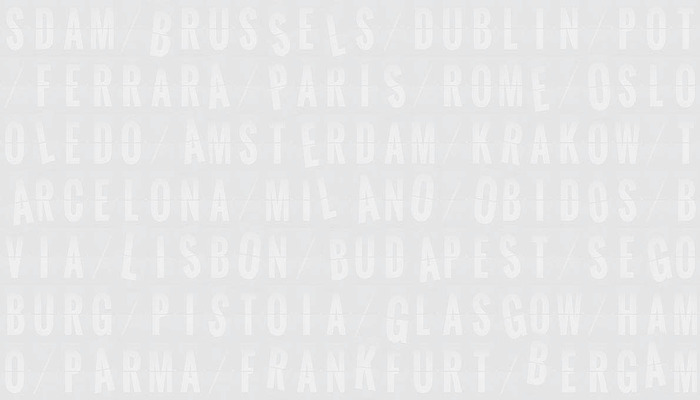 SDAM / BRUSSELS / DUBLIN / POT
/ FERRARA / PARIS / ROME / OSLO
OLEDO / AMSTERDAM / KRAKOW / T
ARCELONA / MILANO / OBIDOS / B
VIA / LISBON / BUDAPEST / SEGO
BURG / PISTOIA / GLASGOW / HAM
O / PARMA / FRANKFURT / BERGAM